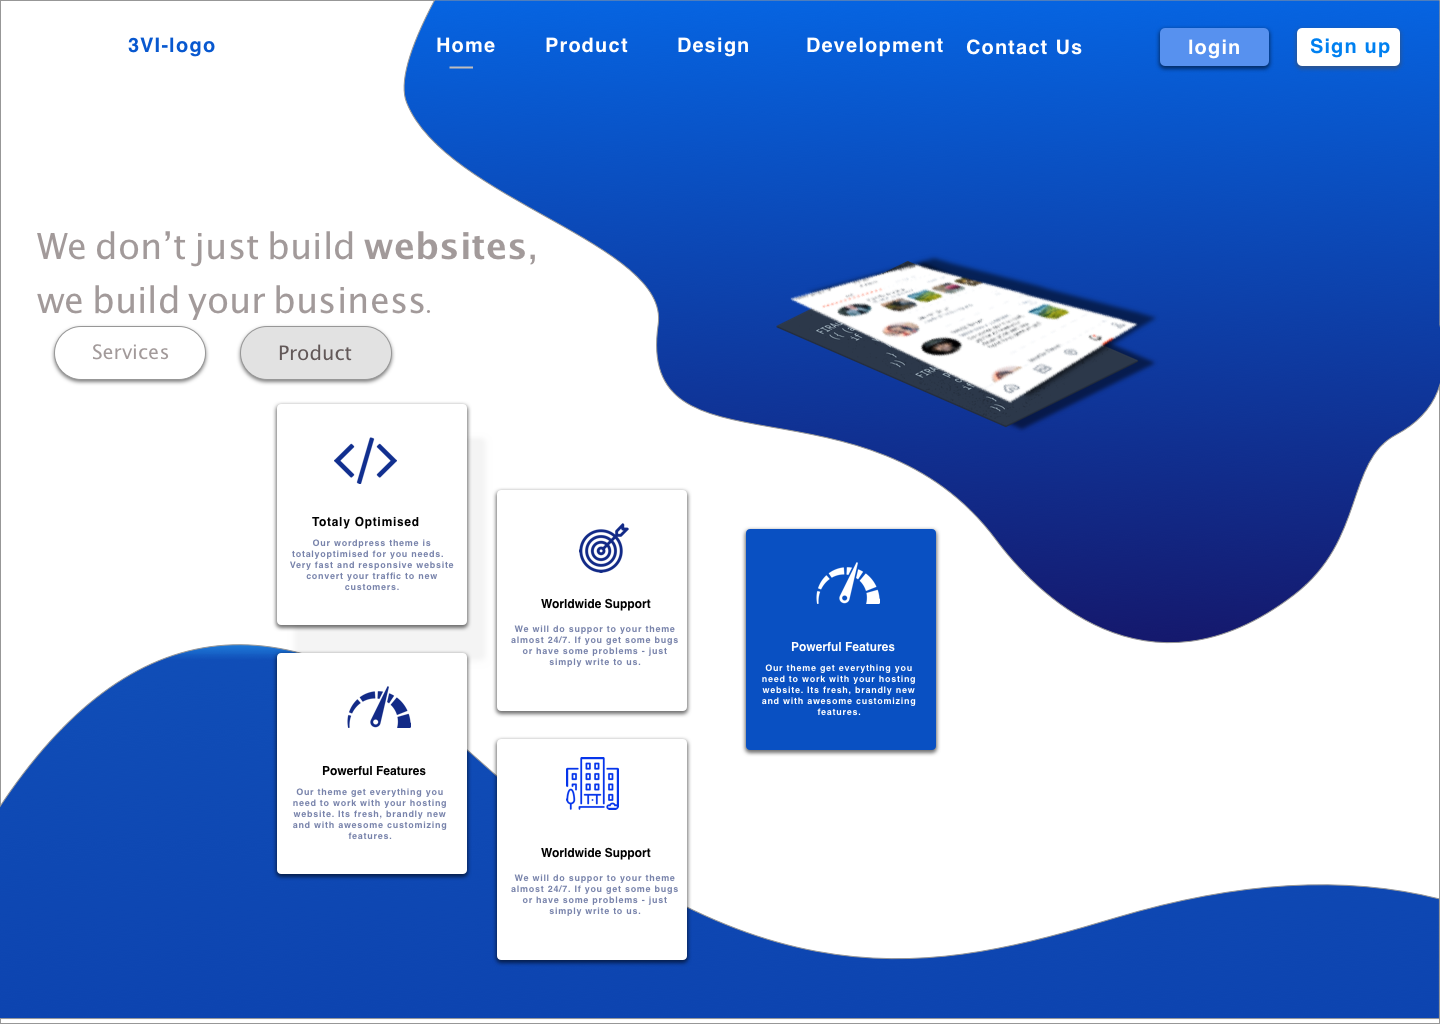 3VI-logo
Home Product Design Development Contact Us login Sign up
We don’t just build websites,
we build your business.
Services Product
Totaly Optimised
Our wordpress theme is
totalyoptimised for you needs.
Very fast and responsive website
convert your traffic to new
customers.
Worldwide Support
We will do suppor to your theme
almost 24/7. If you get some bugs
or have some problems - just
simply write to us.
Powerful Features
Our theme get everything you
need to work with your hosting
website. Its fresh, brandly new
and with awesome customizing
features.
Powerful Features
Our theme get everything you
need to work with your hosting
website. Its fresh, brandly new
and with awesome customizing
features.
Worldwide Support
We will do suppor to your theme
almost 24/7. If you get some bugs
or have some problems - just
simply write to us.